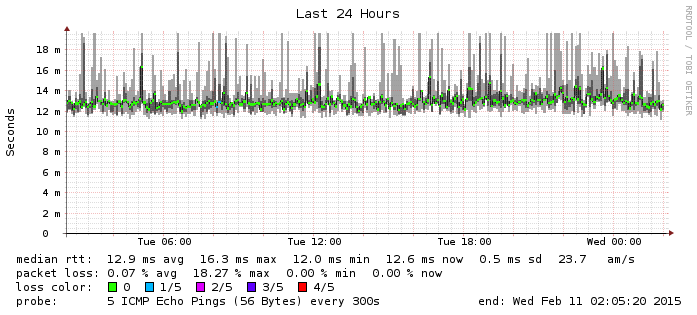 Last 24 Hours
RRDTOOL / TOBI OETIKER
Seconds
18 m
16 m
14 m
12 m
10 m
8 m
6 m
4 m
2 m
0
Tue 06:00 Tue 12:00 Tue 18:00 Wed 00:00
median rtt: 12.9 ms avg 16.3 ms max 12.0 ms min 12.6 ms now 0.5 ms sd 23.7 am/s
packet loss: 0.07 % avg 18.27 % max 0.00 % min 0.00 % now
loss color: 0 1/5 2/5 3/5 4/5
probe: 5 ICMP Echo Pings (56 Bytes) every 300s end: Wed Feb 11 02:05:20 2015